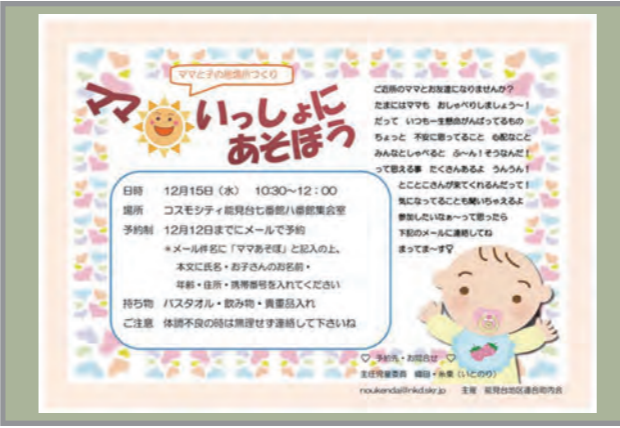 ママと子の居場所づくり
ママ
いっしょに
あそぼう
日時 12月15日（水） 10:30〜12：00
場所 コスモシティ能見台七番館八番館集会室
予約制 12月12日までにメールで予約
＊メール件名に「ママあそぼ」と記入の上、
本文に氏名・お子さんのお名前・
年齢・住所・携帯番号を入れてください
持ち物 バスタオル・飲み物・貴重品入れ
ご注意 体調不良の時は無理せず連絡して下さいね
ご近所のママとお友達になりませんか？
たまにはママも おしゃべりしましょう〜！
だって いつも一生懸命がんばってるもの
ちょっと 不安に思ってること 心配なこと
みんなとしゃべると ふ〜ん！そうなんだ！
って思える事 たくさんあるよ うんうん！
とことこさんが来てくれるんだって！
気になってることも聞いちゃえるよ
参加したいなぁ〜って思ったら
下記のメールに連絡してね
まってま〜す♡
♡ 予約先・お問合せ ♡
主任児童委員 織田・糸乗（いとのり）
noukendai@nkd.skr.jp 主催 能見台地区連合町内会